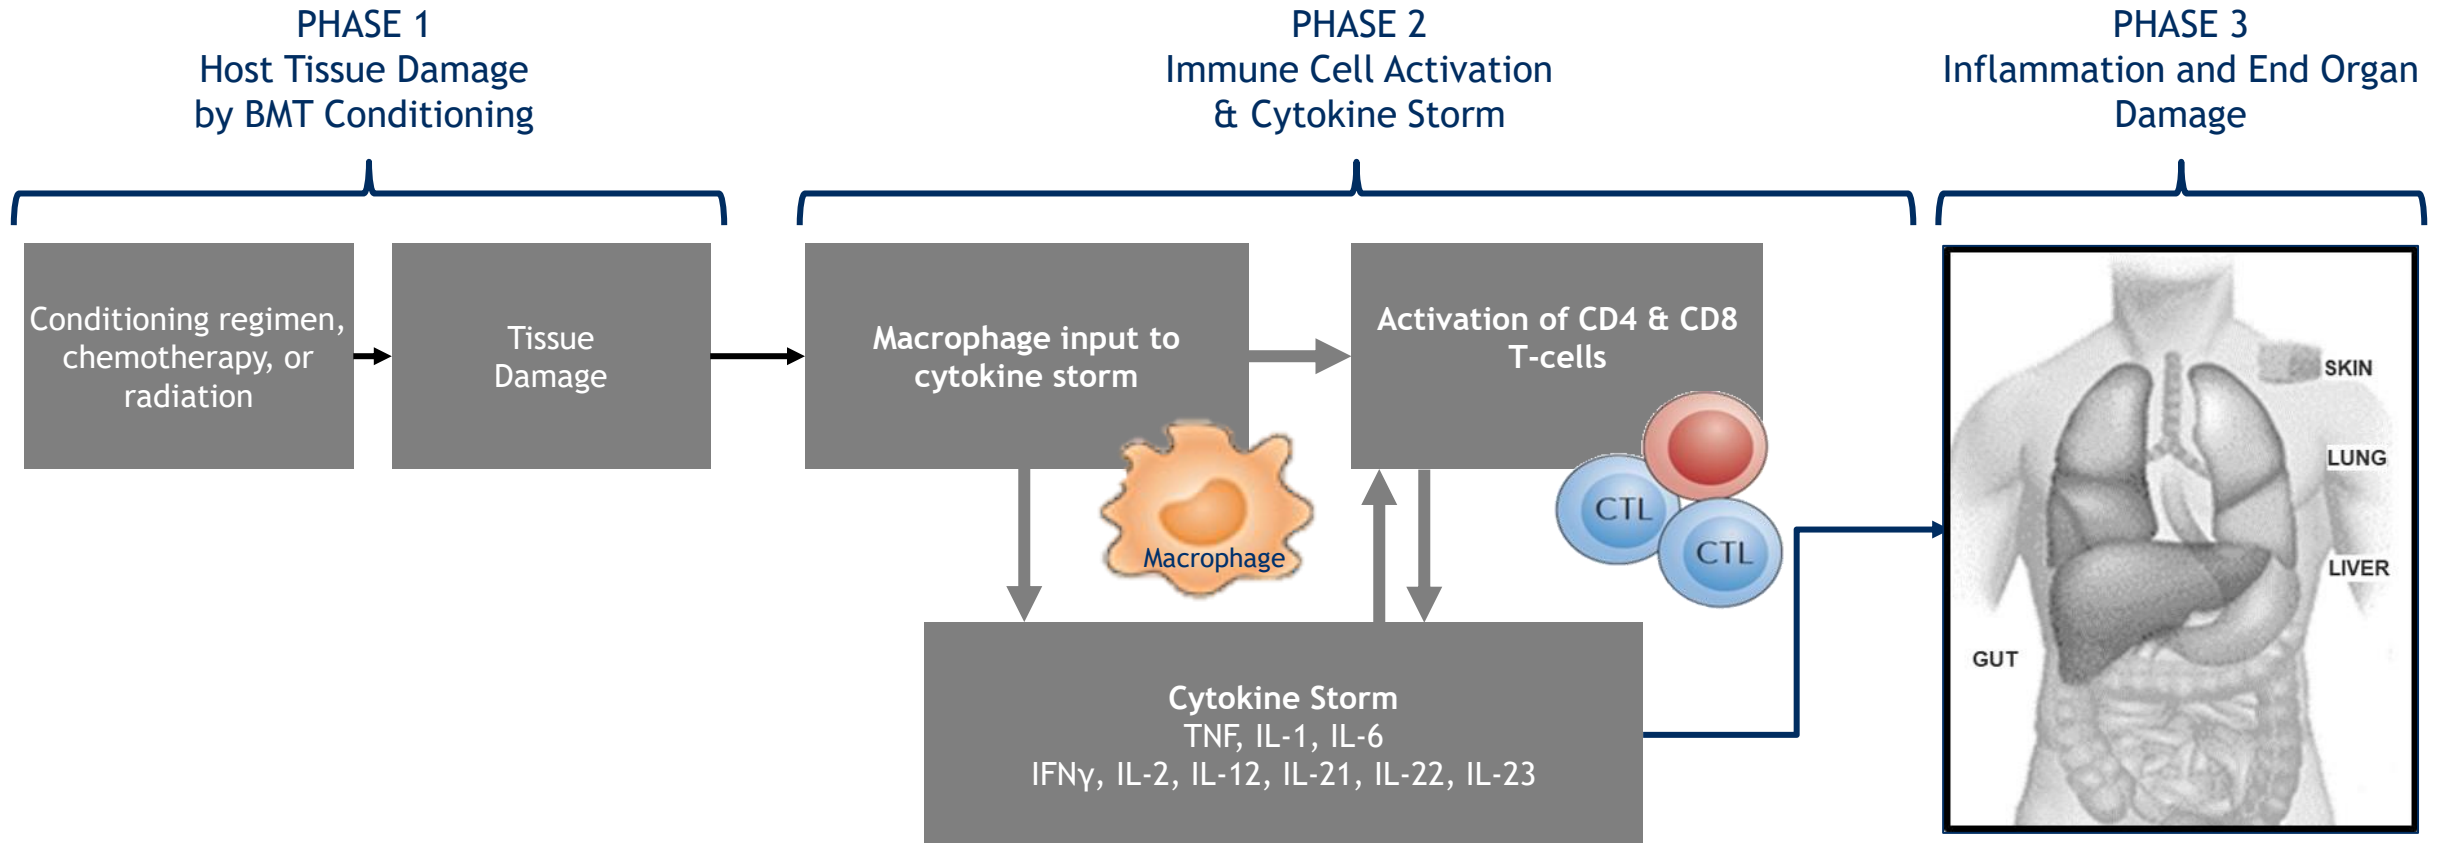 PHASE 1
Host Tissue Damage
by BMT Conditioning
PHASE 2
Immune Cell Activation
& Cytokine Storm
PHASE 3
Inflammation and End Organ
Damage
Conditioning regimen,
chemotherapy, or
radiation
Tissue
Damage
Macrophage input to
cytokine storm
Macrophage
Activation of CD4 & CD8
T-cells
CTL
CTL
Cytokine Storm
TNF, IL-1, IL-6
IFNγ, IL-2, IL-12, IL-21, IL-22, IL-23
SKIN
LUNG
LIVER
GUT